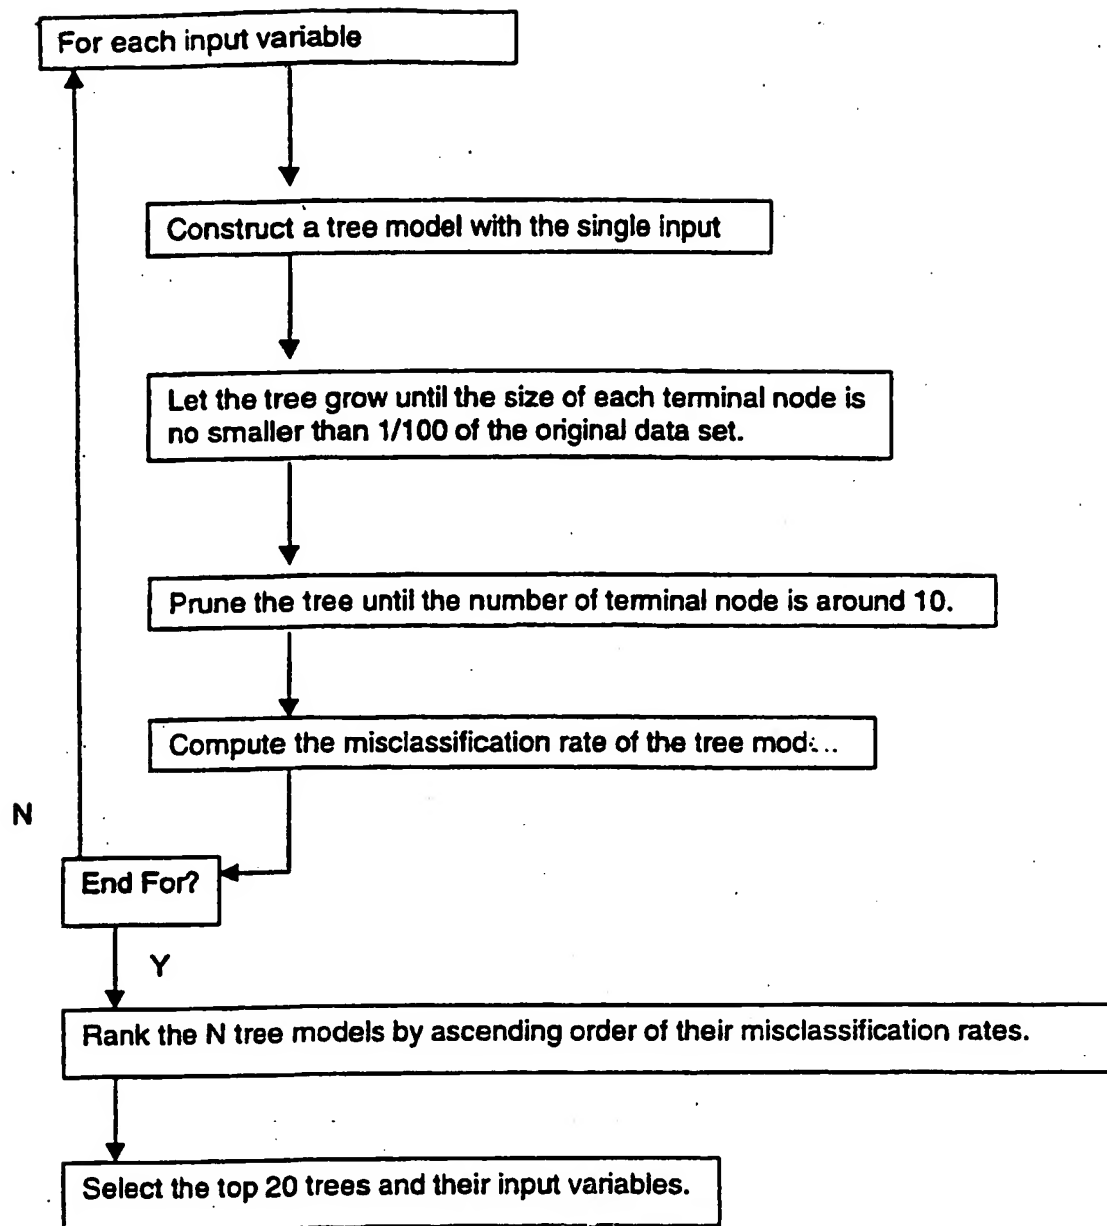 For each input variable
Construct a tree model with the single input
Let the tree grow until the size of each terminal node is
no smaller than 1/100 of the original data set.
Prune the tree until the number of terminal node is around 10.
Compute the misclassification rate of the tree
N
End For?
Y
Rank the N tree models by ascending order of their misclassification rates.
Select the top 20 trees and their input variables.